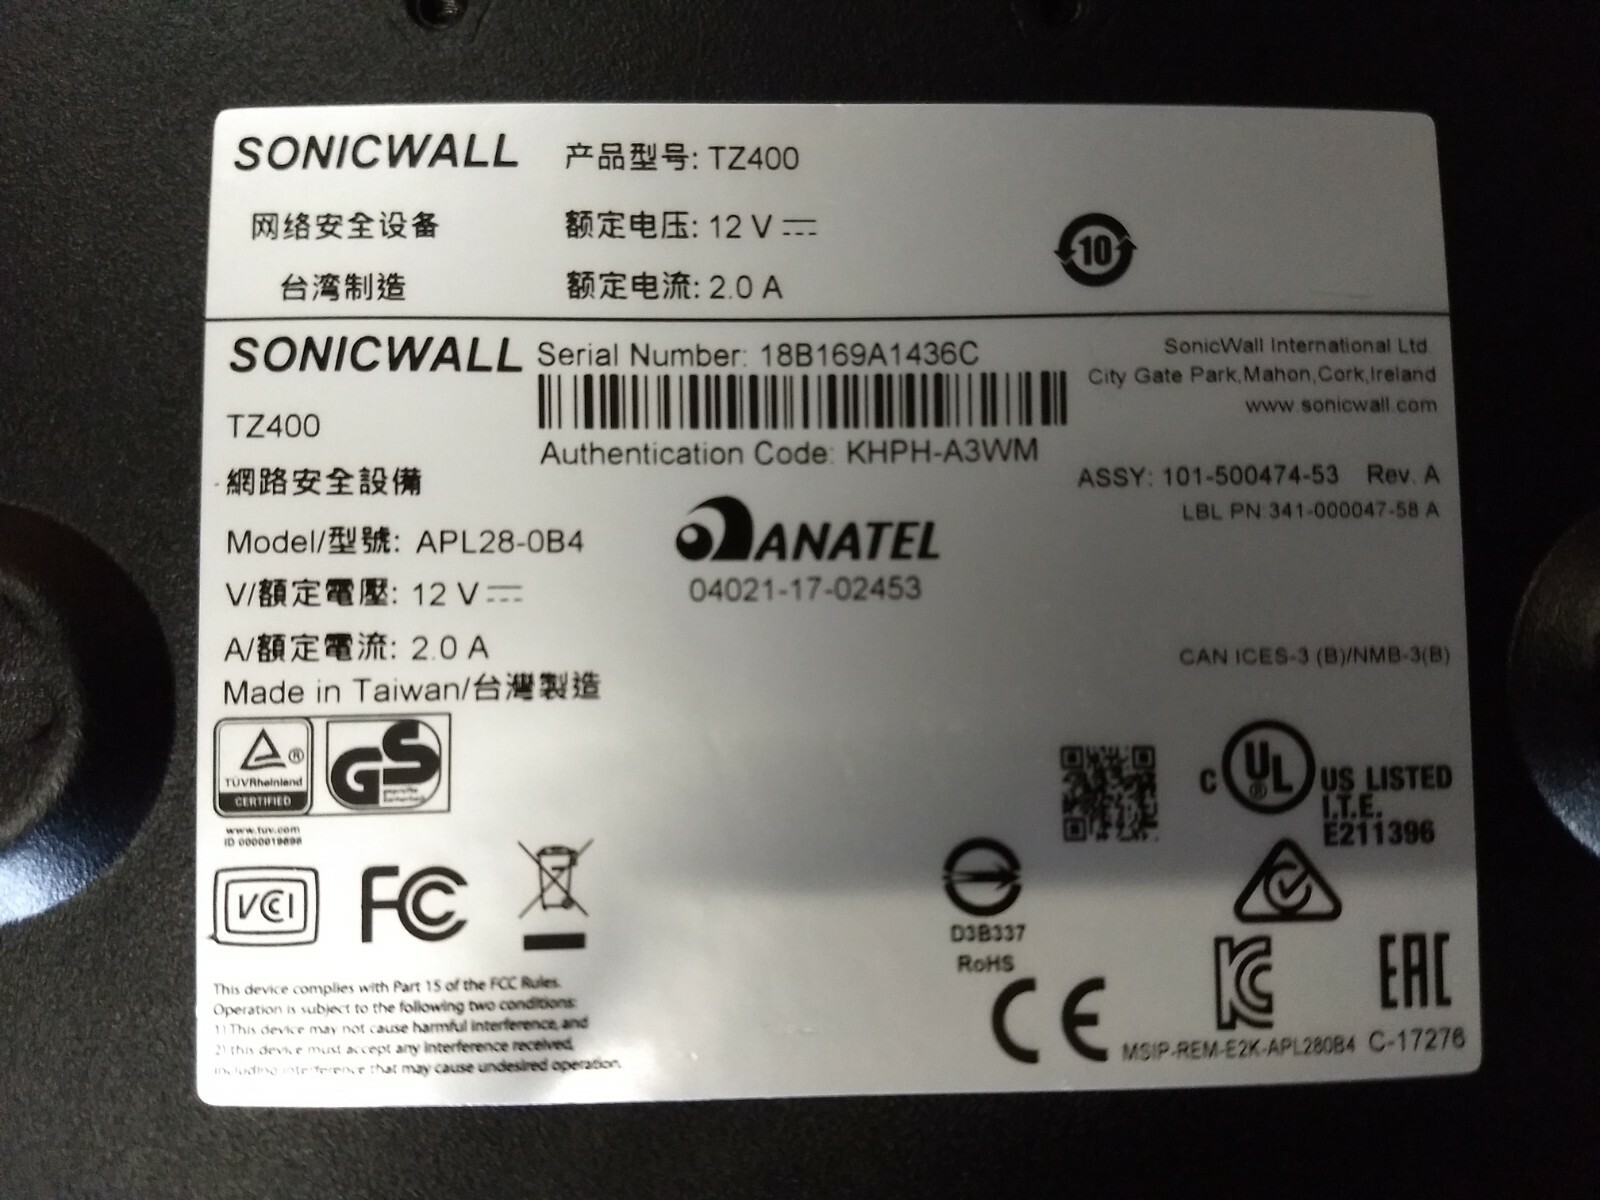 SONICWALL 产品型号: TZ400
网络安全设备 额定电压: 12 V
台湾制造 额定电流: 2.0 A
10
SONICWALL Serial Number: 18B169A1436C
SonicWall International Ltd.
City Gate Park,Mahon,Cork,Ireland
www.sonicwall.com
TZ400
Authentication Code: KHPH-A3WM
ASSY: 101-500474-53 Rev. A
LBL PN:341-000047-58 A
網路安全設備
Model/型號: APL28-0B4
ANATEL
04021-17-02453
V/額定電壓: 12 V
A/額定電流: 2.0 A
Made in Taiwan/台灣製造
CAN ICES-3 (B)/NMB-3(B)
TÜVRheinland
CERTIFIED
GS
geprüfte
Sicherheit
www.tuv.com
ID 0000019898
C UL ® US LISTED
I.T.E.
E211396
VCI
FC
D3B337
RoHS
CE
KC
EAC
MSIP-REM-E2K-APL280B4 C-17276
This device complies with Part 15 of the FCC Rules.
Operation is subject to the following two conditions:
1) This device may not cause harmful interference, and
2) this device must accept any interference received,
including interference that may cause undesired operation.